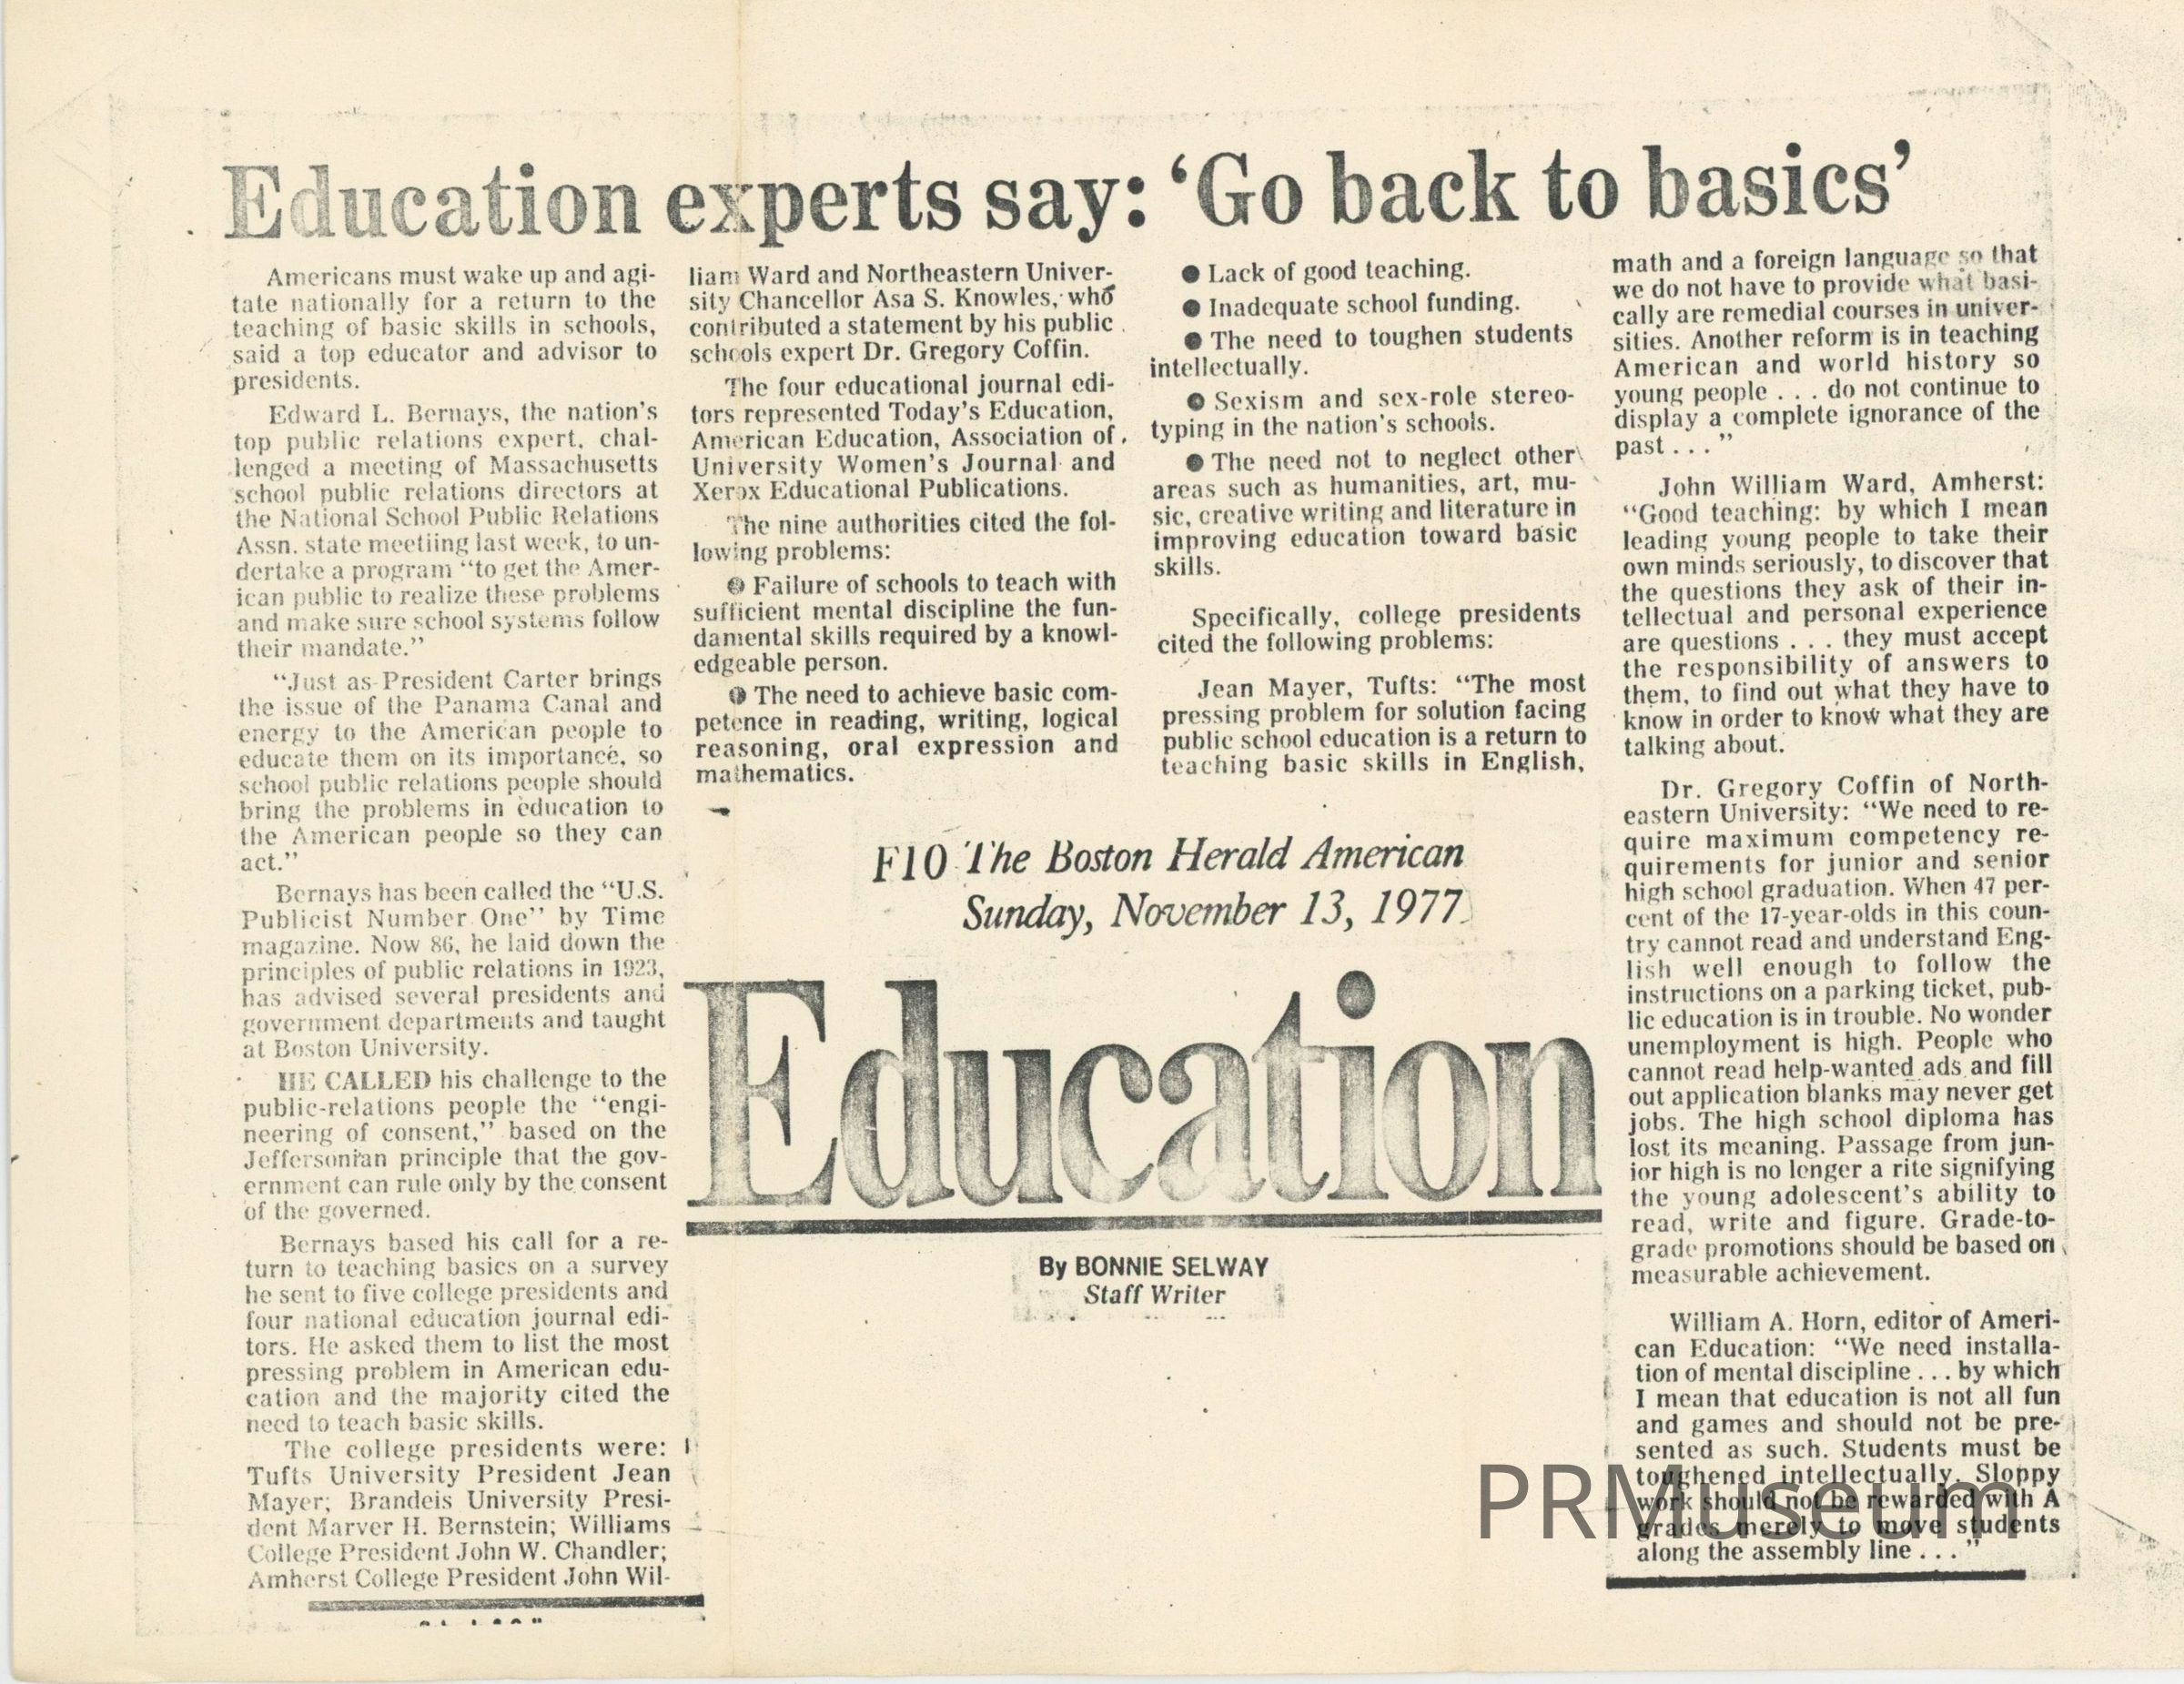 Education experts say: ‘Go back to basics’
Americans must wake up and agi-
tate nationally for a return to the
teaching of basic skills in schools,
said a top educator and advisor to
presidents.
Edward L. Bernays, the nation's
top public relations expert, chal-
lenged a meeting of Massachusetts
school public relations directors at
the National School Public Relations
Assn. state meetiing last week, to un-
dertake a program “to get the Amer-
ican public to realize these problems
and make sure school systems follow
their mandate.”
“Just as President Carter brings
the issue of the Panama Canal and
energy to the American people to
educate them on its importance, so
school public relations people should
bring the problems in education to
the American people so they can
act.”
Bernays has been called the “U.S.
Publicist Number One” by Time
magazine. Now 86, he laid down the
principles of public relations in 1923,
has advised several presidents and
government departments and taught
at Boston University.
HE CALLED his challenge to the
public-relations people the “engi-
neering of consent,” based on the
Jeffersonian principle that the gov-
ernment can rule only by the consent
of the governed.
Bernays based his call for a re-
turn to teaching basics on a survey
he sent to five college presidents and
four national education journal edi-
tors. He asked them to list the most
pressing problem in American edu-
cation and the majority cited the
need to teach basic skills.
The college presidents were:
Tufts University President Jean
Mayer; Brandeis University Presi-
dent Marver H. Bernstein; Williams
College President John W. Chandler;
Amherst College President John Wil-
liam Ward and Northeastern Univer-
sity Chancellor Asa S. Knowles, who
contributed a statement by his public
schools expert Dr. Gregory Coffin.
The four educational journal edi-
tors represented Today's Education,
American Education, Association of
University Women's Journal and
Xerox Educational Publications.
The nine authorities cited the fol-
lowing problems:
● Failure of schools to teach with
sufficient mental discipline the fun-
damental skills required by a knowl-
edgeable person.
● The need to achieve basic com-
petence in reading, writing, logical
reasoning, oral expression and
mathematics.
● Lack of good teaching.
● Inadequate school funding.
● The need to toughen students
intellectually.
● Sexism and sex-role stereo-
typing in the nation's schools.
● The need not to neglect other
areas such as humanities, art, mu-
sic, creative writing and literature in
improving education toward basic
skills.
Specifically, college presidents
cited the following problems:
Jean Mayer, Tufts: “The most
pressing problem for solution facing
public school education is a return to
teaching basic skills in English,
math and a foreign language so that
we do not have to provide what basi-
cally are remedial courses in univer-
sities. Another reform is in teaching
American and world history so
young people . . . do not continue to
display a complete ignorance of the
past . . .”
John William Ward, Amherst:
“Good teaching: by which I mean
leading young people to take their
own minds seriously, to discover that
the questions they ask of their in-
tellectual and personal experience
are questions . . . they must accept
the responsibility of answers to
them, to find out what they have to
know in order to know what they are
talking about.
Dr. Gregory Coffin of North-
eastern University: “We need to re-
quire maximum competency re-
quirements for junior and senior
high school graduation. When 47 per-
cent of the 17-year-olds in this coun-
try cannot read and understand Eng-
lish well enough to follow the
instructions on a parking ticket, pub-
lic education is in trouble. No wonder
unemployment is high. People who
cannot read help-wanted ads and fill
out application blanks may never get
jobs. The high school diploma has
lost its meaning. Passage from jun-
ior high is no longer a rite signifying
the young adolescent's ability to
read, write and figure. Grade-to-
grade promotions should be based on
measurable achievement.
William A. Horn, editor of Ameri-
can Education: “We need installa-
tion of mental discipline . . . by which
I mean that education is not all fun
and games and should not be pre-
sented as such. Students must be
toughened intellectually. Sloppy
work should not be rewarded with A
grades merely to move students
along the assembly line . . .”
F10 The Boston Herald American
Sunday, November 13, 1977
Education
By BONNIE SELWAY
Staff Writer
PRMuseum